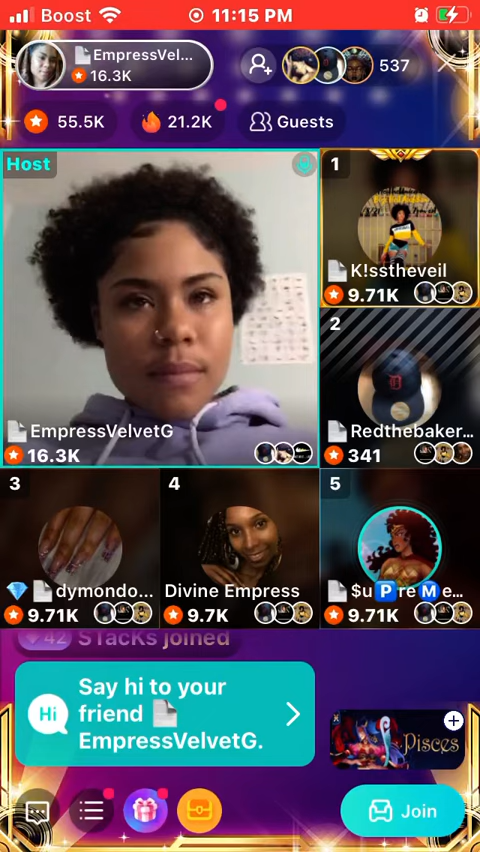 Boost 11:15 PM
EmpressVel...
16.3K
537
55.5K 21.2K Guests
Host
1
K!sstheveil
9.71K
2
Redthebaker...
341
EmpressVelvetG
16.3K
3
dymondo...
9.71K
4
Divine Empress
9.7K
5
$u P re M e...
9.71K
42 STacKs joined
Hi
Say hi to your
friend
EmpressVelvetG.
Pisces
Join